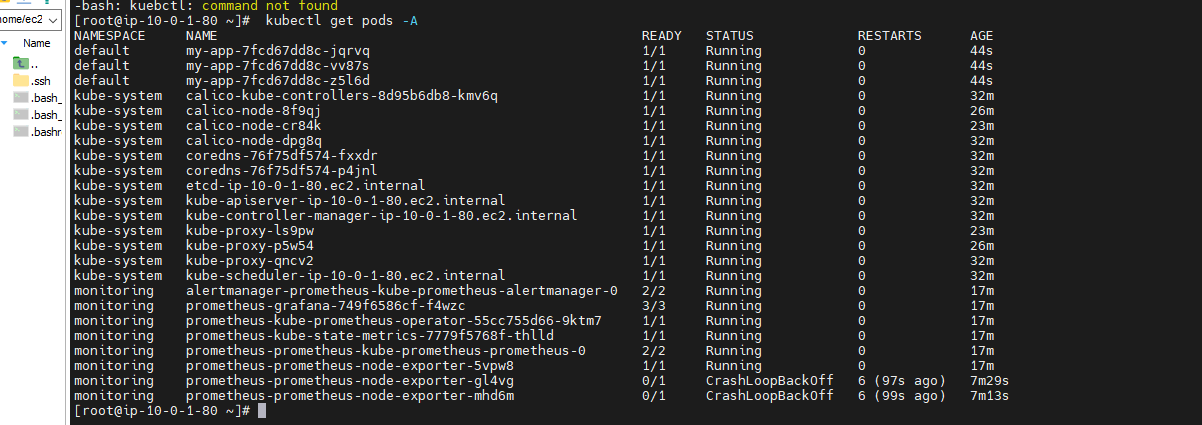 -bash: kuebctl: command not found
home/ec2
[root@ip-10-0-1-80 ~]#  kubectl get pods -A
Name
NAMESPACE NAME READY STATUS RESTARTS AGE
default my-app-7fcd67dd8c-jqrvq 1/1 Running 0 44s
..
default my-app-7fcd67dd8c-vv87s 1/1 Running 0 44s
.ssh
default my-app-7fcd67dd8c-z5l6d 1/1 Running 0 44s
.bash_
kube-system calico-kube-controllers-8d95b6db8-kmv6q 1/1 Running 0 32m
kube-system calico-node-8f9qj 1/1 Running 0 26m
.bash_
kube-system calico-node-cr84k 1/1 Running 0 23m
.bashr
kube-system calico-node-dpg8q 1/1 Running 0 32m
kube-system coredns-76f75df574-fxxdr 1/1 Running 0 32m
kube-system coredns-76f75df574-p4jnl 1/1 Running 0 32m
kube-system etcd-ip-10-0-1-80.ec2.internal 1/1 Running 0 32m
kube-system kube-apiserver-ip-10-0-1-80.ec2.internal 1/1 Running 0 32m
kube-system kube-controller-manager-ip-10-0-1-80.ec2.internal 1/1 Running 0 32m
kube-system kube-proxy-ls9pw 1/1 Running 0 23m
kube-system kube-proxy-p5w54 1/1 Running 0 26m
kube-system kube-proxy-qncv2 1/1 Running 0 32m
kube-system kube-scheduler-ip-10-0-1-80.ec2.internal 1/1 Running 0 32m
monitoring alertmanager-prometheus-kube-prometheus-alertmanager-0 2/2 Running 0 17m
monitoring prometheus-grafana-749f6586cf-f4wzc 3/3 Running 0 17m
monitoring prometheus-kube-prometheus-operator-55cc755d66-9ktm7 1/1 Running 0 17m
monitoring prometheus-kube-state-metrics-7779f5768f-thlld 1/1 Running 0 17m
monitoring prometheus-prometheus-kube-prometheus-prometheus-0 2/2 Running 0 17m
monitoring prometheus-prometheus-node-exporter-5vpw8 1/1 Running 0 17m
monitoring prometheus-prometheus-node-exporter-gl4vg 0/1 CrashLoopBackOff 6 (97s ago) 7m29s
monitoring prometheus-prometheus-node-exporter-mhd6m 0/1 CrashLoopBackOff 6 (99s ago) 7m13s
[root@ip-10-0-1-80 ~]#